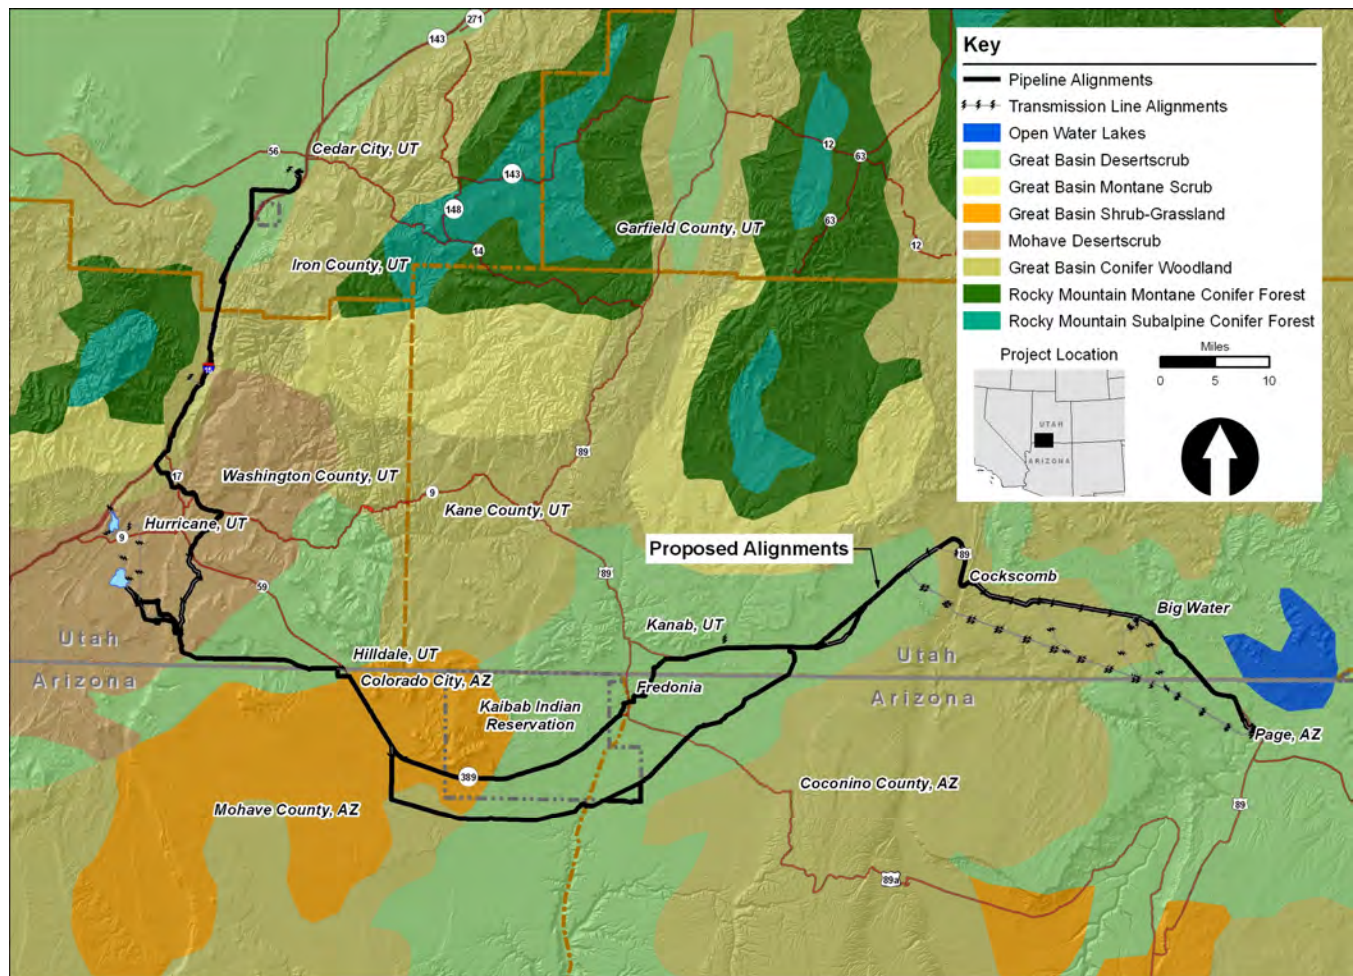 271
143
Key
Pipeline Alignments
Transmission Line Alignments
Open Water Lakes
Great Basin Desertscrub
Great Basin Montane Scrub
Great Basin Shrub-Grassland
Mohave Desertscrub
Great Basin Conifer Woodland
Rocky Mountain Montane Conifer Forest
Rocky Mountain Subalpine Conifer Forest
Project Location
Miles
0 5 10
UTAH
ARIZONA
Cedar City, UT
56
143
12
63
148
63
Garfield County, UT
14
12
Iron County, UT
15
89
Washington County, UT
17
9
Kane County, UT
Hurricane, UT
9
Proposed Alignments
89
89
Cockscomb
59
Big Water
Kanab, UT
Utah
Utah
Hilldale, UT
Arizona
Colorado City, AZ
Fredonia
Arizona
Kaibab Indian
Reservation
Page, AZ
389
Coconino County, AZ
Mohave County, AZ
89
89a